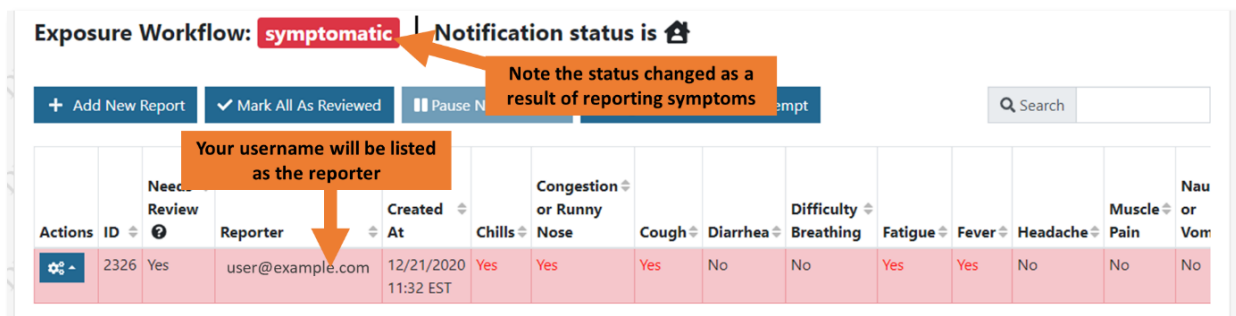 Exposure Workflow: symptomatic | Notification status is
Note the status changed as a
result of reporting symptoms
+ Add New Report
Mark All As Reviewed
Pause N
empt
Search
Your username will be listed
as the reporter
Actions
ID
Needs
Review
Reporter
Created
At
Chills
Congestion
or Runny
Nose
Cough
Diarrhea
Difficulty
Breathing
Fatigue
Fever
Headache
Muscle
Pain
Nau
or
Vom
2326 Yes user@example.com 12/21/2020 Yes Yes Yes No No Yes Yes No No No
11:32 EST